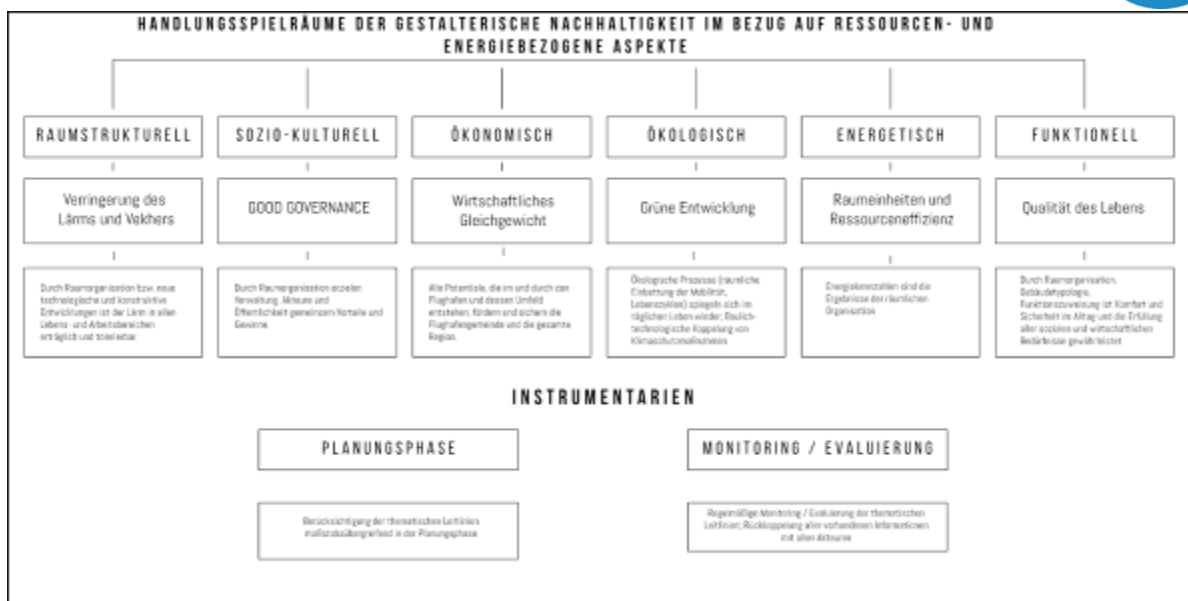 HANDLUNGSSPIELRÄUME DER GESTALTERISCHE NACHHALTIGKEIT IM BEZUG AUF RESSOURCEN- UND
ENERGIEBEZOGENE ASPEKTE
RAUMSTRUKTURELL
SOZIO-KULTURELL
ÖKONOMISCH
ÖKOLOGISCH
ENERGETISCH
FUNKTIONELL
Verringerung des
Lärms und Vekhers
GOOD GOVERNANCE
Wirtschaftliches
Gleichgewicht
Grüne Entwicklung
Raumeinheiten und
Ressourceneffizienz
Qualität des Lebens
Durch Raumorganisation bzw. neue
technologische und konstruktive
Entwicklungen ist der Lärm in allen
Lebens- und Arbeitsbereichen
erträglich und tolerierbar.
Durch Raumorganisation erzielen
Verwaltung, Akteure und
Öffentlichkeit gemeinsam Vorteile und
Gewinne.
Alle Potentiale, die im und durch den
Flughafen und dessen Umfeld
entstehen, fördern und sichern die
Flughafengemeinde und die gesamte
Region.
Ökologische Prozesse (räumliche
Einbettung der Mobilität,
Lebenszyklen) spiegeln sich im
täglichen Leben wieder; Baulich-
technologische Koppelung von
Klimaschutzmaßnahmen
Energiekennzahlen sind die
Ergebnisse der räumlichen
Organisation
Durch Raumorganisation,
Gebäudetypologie,
Funktionszuweisung ist Komfort und
Sicherheit im Alltag und die Erfüllung
aller sozialen und wirtschaftlichen
Bedürfnisse gewährleistet
INSTRUMENTARIEN
PLANUNGSPHASE
MONITORING / EVALUIERUNG
Berücksichtigung der thematischen Leitlinien
maßstabsübergreifend in der Planungsphase
Regelmäßige Monitoring / Evaluierung der thematischen
Leitlinien; Rückkoppelung aller vorhandenen Informationen
mit allen Akteuren